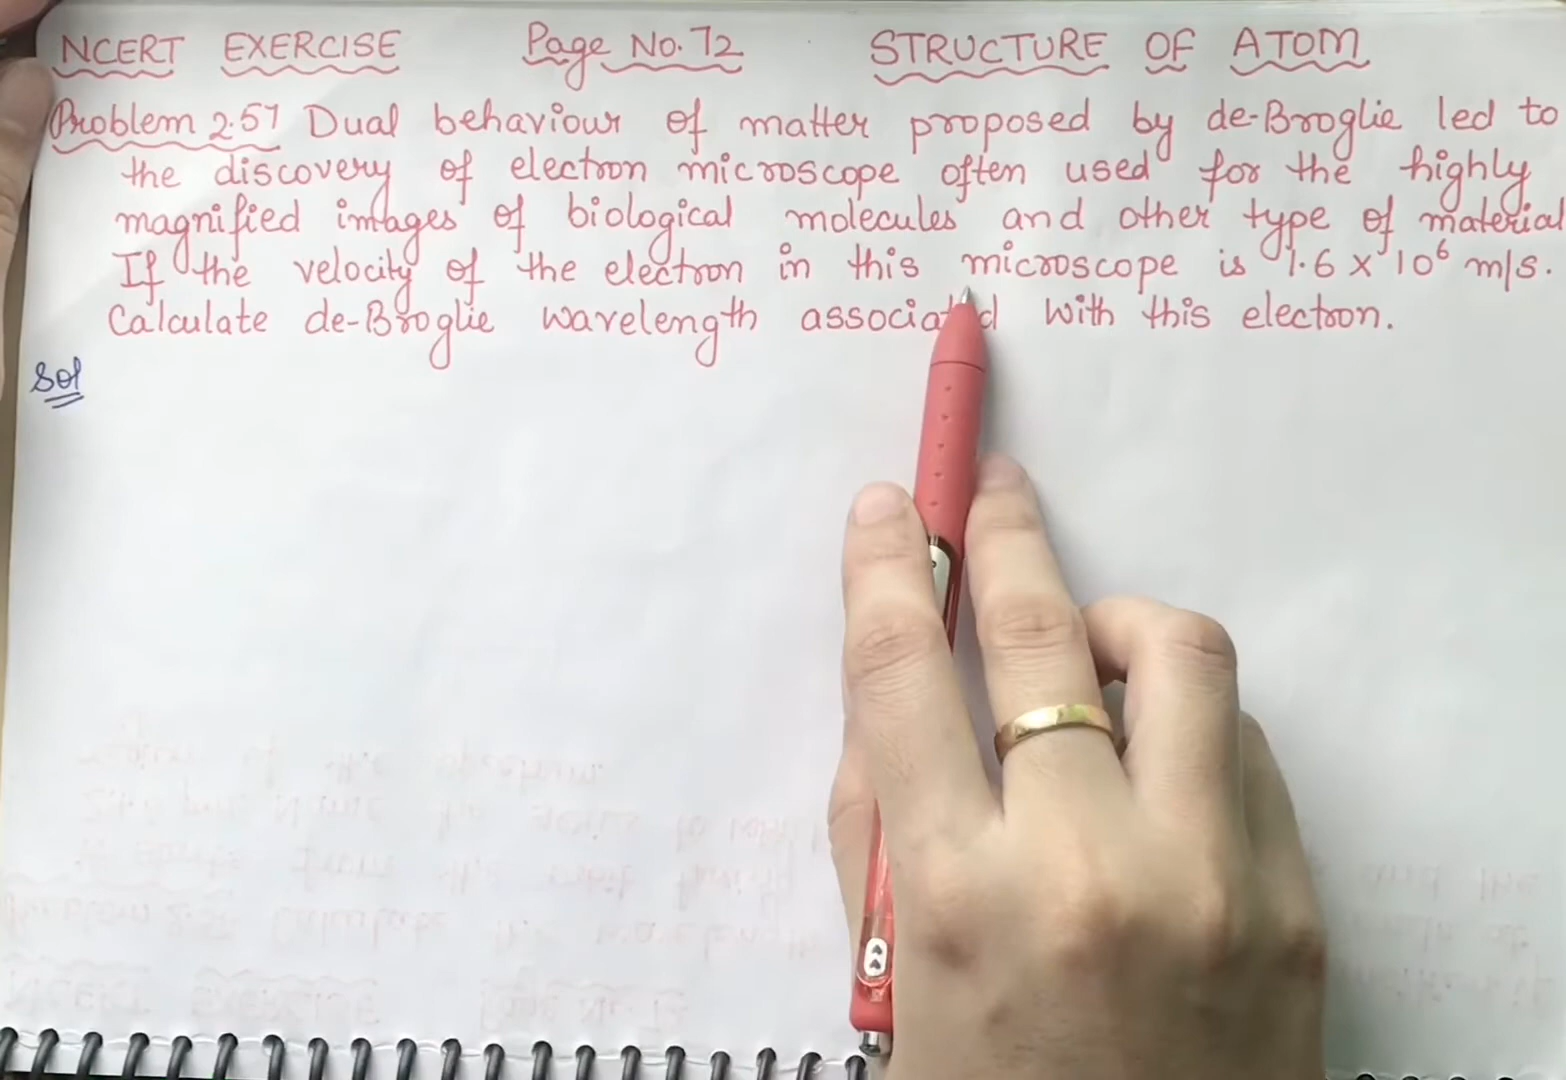 NCERT EXERCISE Page No. 72 STRUCTURE OF ATOM
Problem 2.57 Dual behaviour of matter proposed by de-Broglie led to
the discovery of electron microscope often used for the highly
magnified images of biological molecules and other type of material
If the velocity of the electron in this microscope is 1.6 x 10⁶ m/s.
Calculate de-Broglie wavelength associated with this electron.
Sol